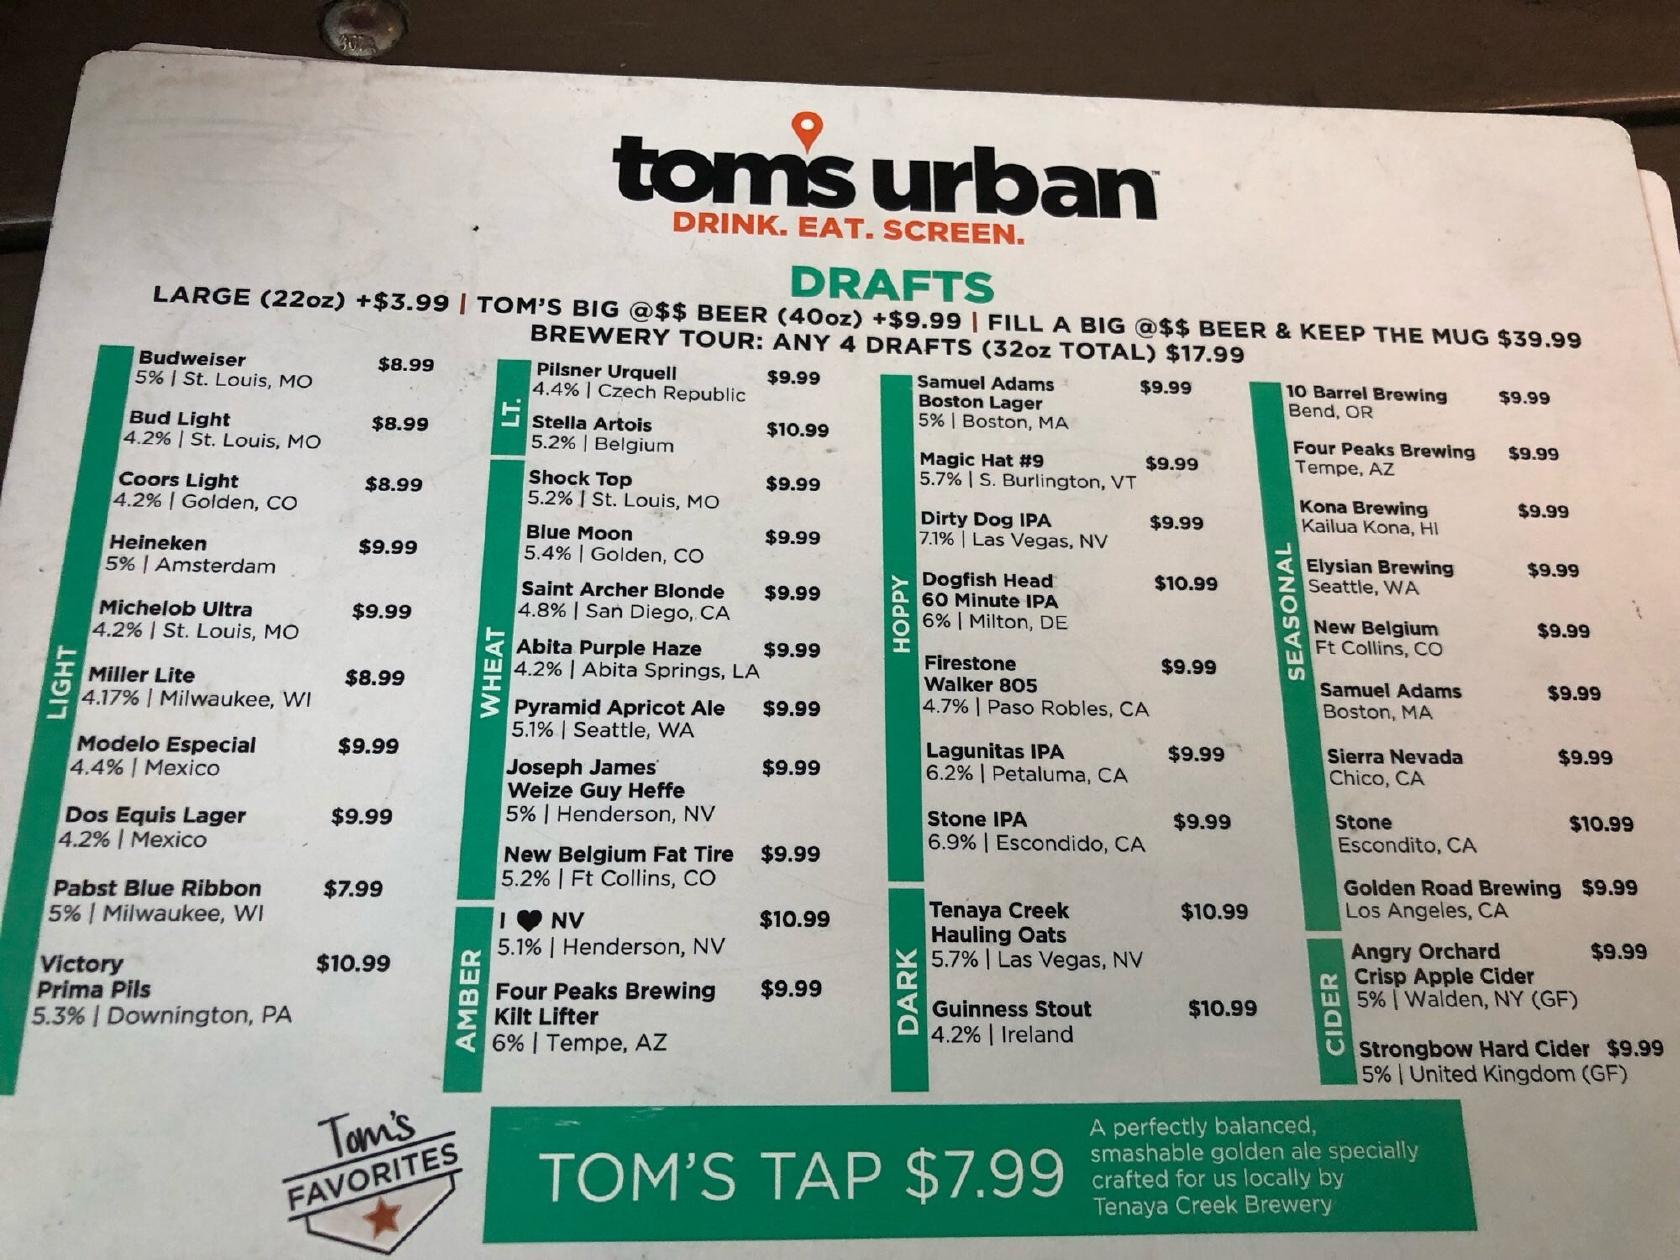 tom's urban™
DRINK. EAT. SCREEN.
DRAFTS
LARGE (22oz) +$3.99 | TOM'S BIG @$$ BEER (40oz) +$9.99 | FILL A BIG @$$ BEER & KEEP THE MUG $39.99
BREWERY TOUR: ANY 4 DRAFTS (32oz TOTAL) $17.99
LIGHT
Budweiser $8.99
5% | St. Louis, MO
Bud Light $8.99
4.2% | St. Louis, MO
Coors Light $8.99
4.2% | Golden, CO
Heineken $9.99
5% | Amsterdam
Michelob Ultra $9.99
4.2% | St. Louis, MO
Miller Lite $8.99
4.17% | Milwaukee, WI
Modelo Especial $9.99
4.4% | Mexico
Dos Equis Lager $9.99
4.2% | Mexico
Pabst Blue Ribbon $7.99
5% | Milwaukee, WI
Victory $10.99
Prima Pils
5.3% | Downington, PA
LT.
Pilsner Urquell $9.99
4.4% | Czech Republic
Stella Artois $10.99
5.2% | Belgium
WHEAT
Shock Top $9.99
5.2% | St. Louis, MO
Blue Moon $9.99
5.4% | Golden, CO
Saint Archer Blonde $9.99
4.8% | San Diego, CA
Abita Purple Haze $9.99
4.2% | Abita Springs, LA
Pyramid Apricot Ale $9.99
5.1% | Seattle, WA
Joseph James $9.99
Weize Guy Heffe
5% | Henderson, NV
New Belgium Fat Tire $9.99
5.2% | Ft Collins, CO
AMBER
I ♥ NV $10.99
5.1% | Henderson, NV
Four Peaks Brewing $9.99
Kilt Lifter
6% | Tempe, AZ
HOPPY
Samuel Adams $9.99
Boston Lager
5% | Boston, MA
Magic Hat #9 $9.99
5.7% | S. Burlington, VT
Dirty Dog IPA $9.99
7.1% | Las Vegas, NV
Dogfish Head $10.99
60 Minute IPA
6% | Milton, DE
Firestone $9.99
Walker 805
4.7% | Paso Robles, CA
Lagunitas IPA $9.99
6.2% | Petaluma, CA
Stone IPA $9.99
6.9% | Escondido, CA
DARK
Tenaya Creek $10.99
Hauling Oats
5.7% | Las Vegas, NV
Guinness Stout $10.99
4.2% | Ireland
SEASONAL
10 Barrel Brewing $9.99
Bend, OR
Four Peaks Brewing $9.99
Tempe, AZ
Kona Brewing $9.99
Kailua Kona, HI
Elysian Brewing $9.99
Seattle, WA
New Belgium $9.99
Ft Collins, CO
Samuel Adams $9.99
Boston, MA
Sierra Nevada $9.99
Chico, CA
Stone $10.99
Escondito, CA
Golden Road Brewing $9.99
Los Angeles, CA
CIDER
Angry Orchard $9.99
Crisp Apple Cider
5% | Walden, NY (GF)
Strongbow Hard Cider $9.99
5% | United Kingdom (GF)
Tom's
FAVORITES
TOM'S TAP $7.99
A perfectly balanced,
smashable golden ale specially
crafted for us locally by
Tenaya Creek Brewery